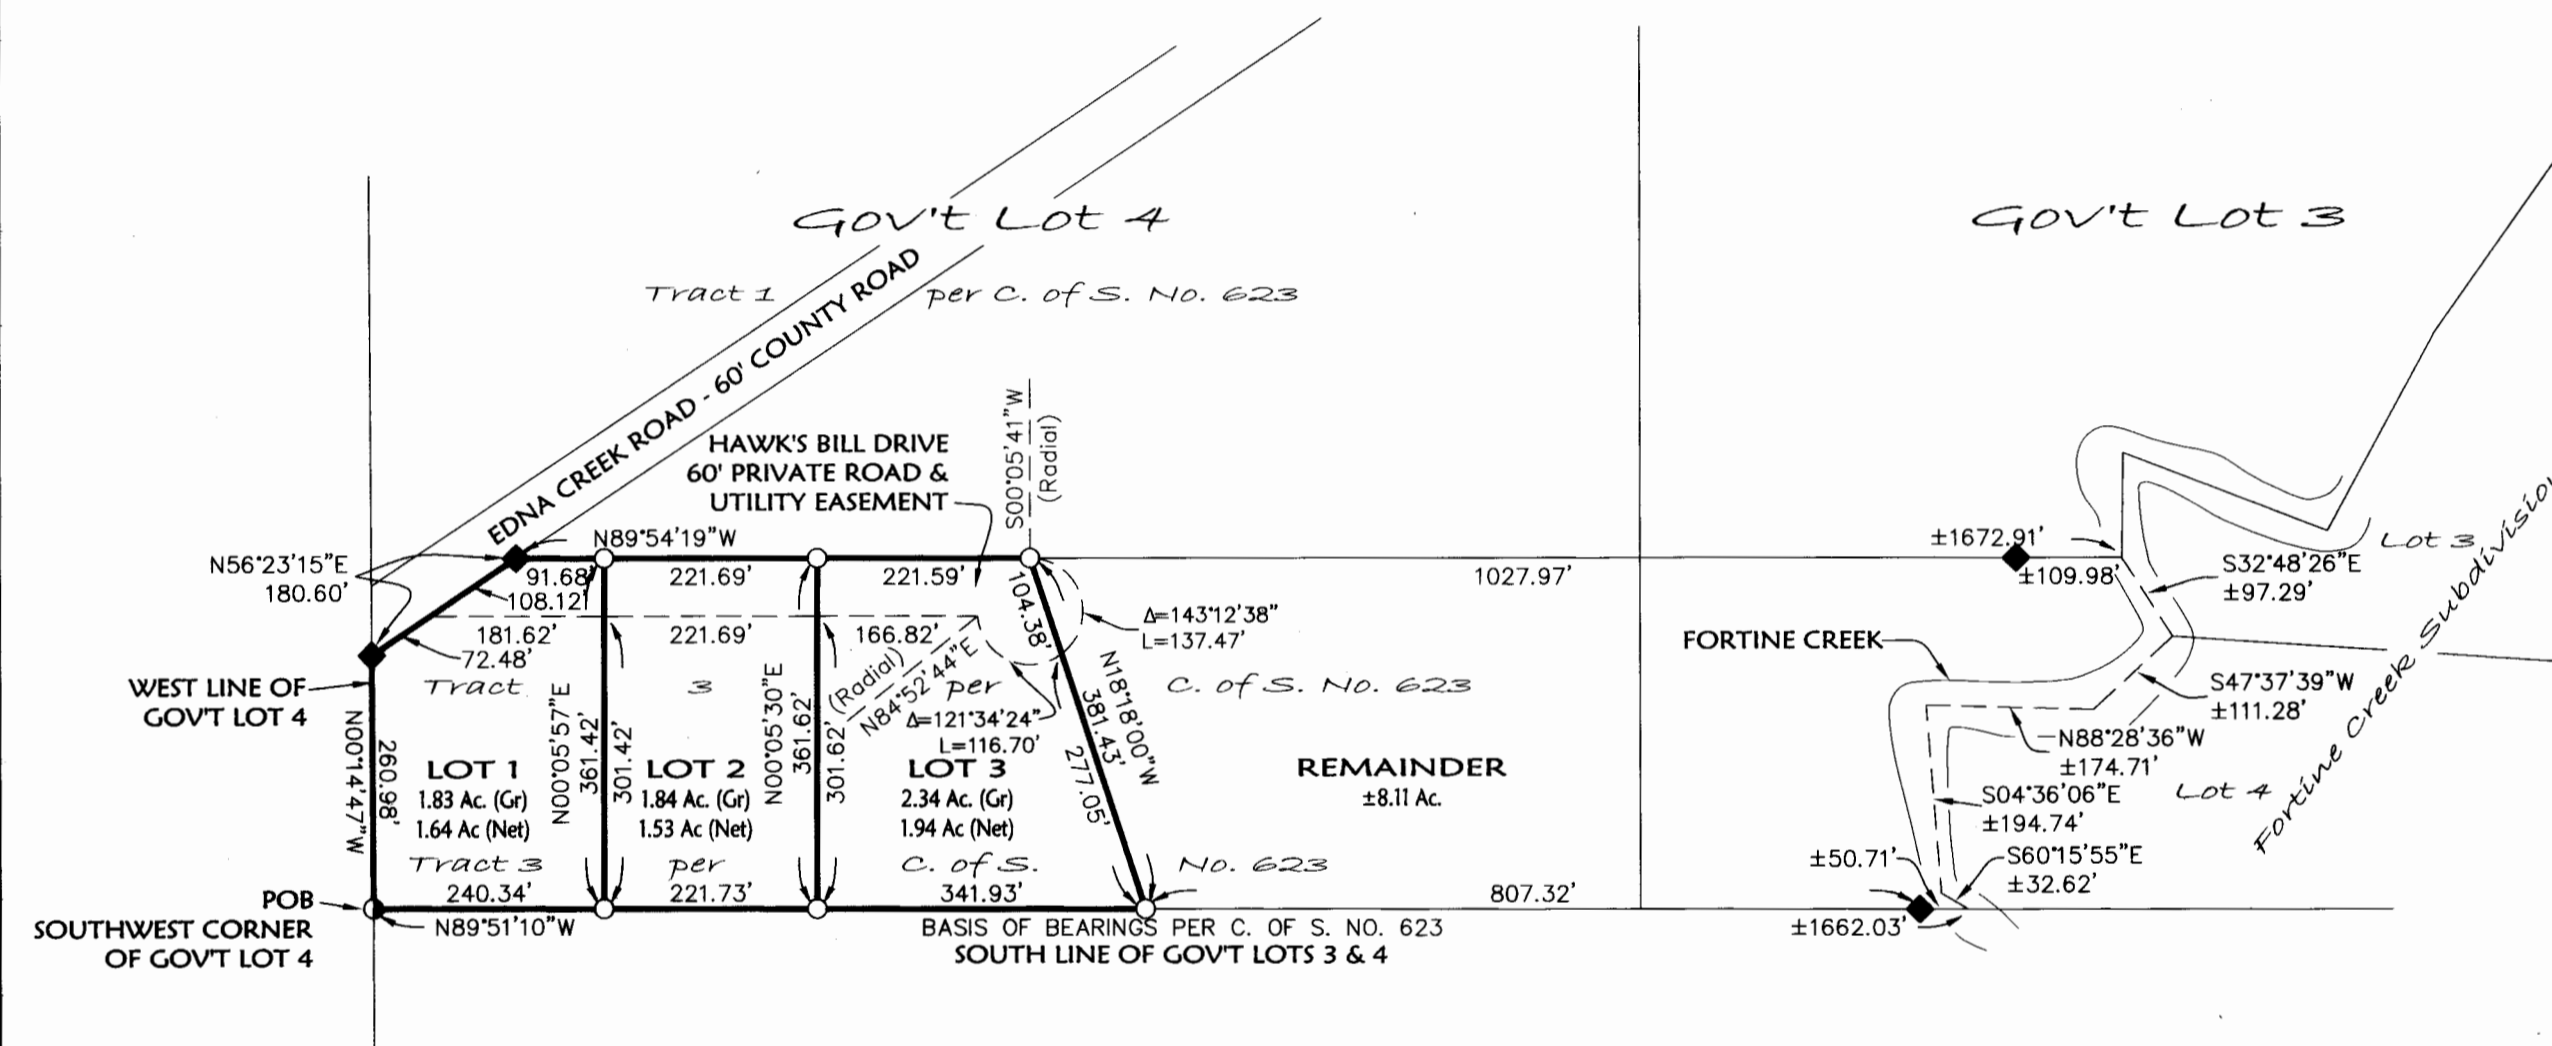 Gov't Lot 4
Gov't Lot 3
Tract 1 per C. of S. No. 623
EDNA CREEK ROAD - 60' COUNTY ROAD
HAWK'S BILL DRIVE
60' PRIVATE ROAD &
UTILITY EASEMENT
S00°05'41"W
(Radial)
N56°23'15"E
180.60'
N89°54'19"W
91.68'
221.69'
221.59'
1027.97'
±1672.91'
±109.98'
108.12'
72.48'
181.62'
221.69'
166.82'
104.38'
Δ=143°12'38"
L=137.47'
S32°48'26"E
±97.29'
Lot 3
Fortine Creek Subdivision
FORTINE CREEK
WEST LINE OF
GOV'T LOT 4
Tract 3 per C. of S. No. 623
(Radial)
N84°52'44"E
Δ=121°34'24"
L=116.70'
N18°18'00"W
381.43'
277.05'
S47°37'39"W
±111.28'
N88°28'36"W
±174.71'
N00°14'47"W
260.98'
N00°05'57"E
361.42'
301.42'
N00°05'30"E
361.62'
301.62'
LOT 1
1.83 Ac. (Gr)
1.64 Ac (Net)
LOT 2
1.84 Ac. (Gr)
1.53 Ac (Net)
LOT 3
2.34 Ac. (Gr)
1.94 Ac (Net)
REMAINDER
±8.11 Ac.
S04°36'06"E
±194.74'
Lot 4
Tract 3 per C. of S. No. 623
240.34'
221.73'
341.93'
807.32'
±50.71'
S60°15'55"E
±32.62'
±1662.03'
POB
SOUTHWEST CORNER
OF GOV'T LOT 4
N89°51'10"W
BASIS OF BEARINGS PER C. OF S. NO. 623
SOUTH LINE OF GOV'T LOTS 3 & 4